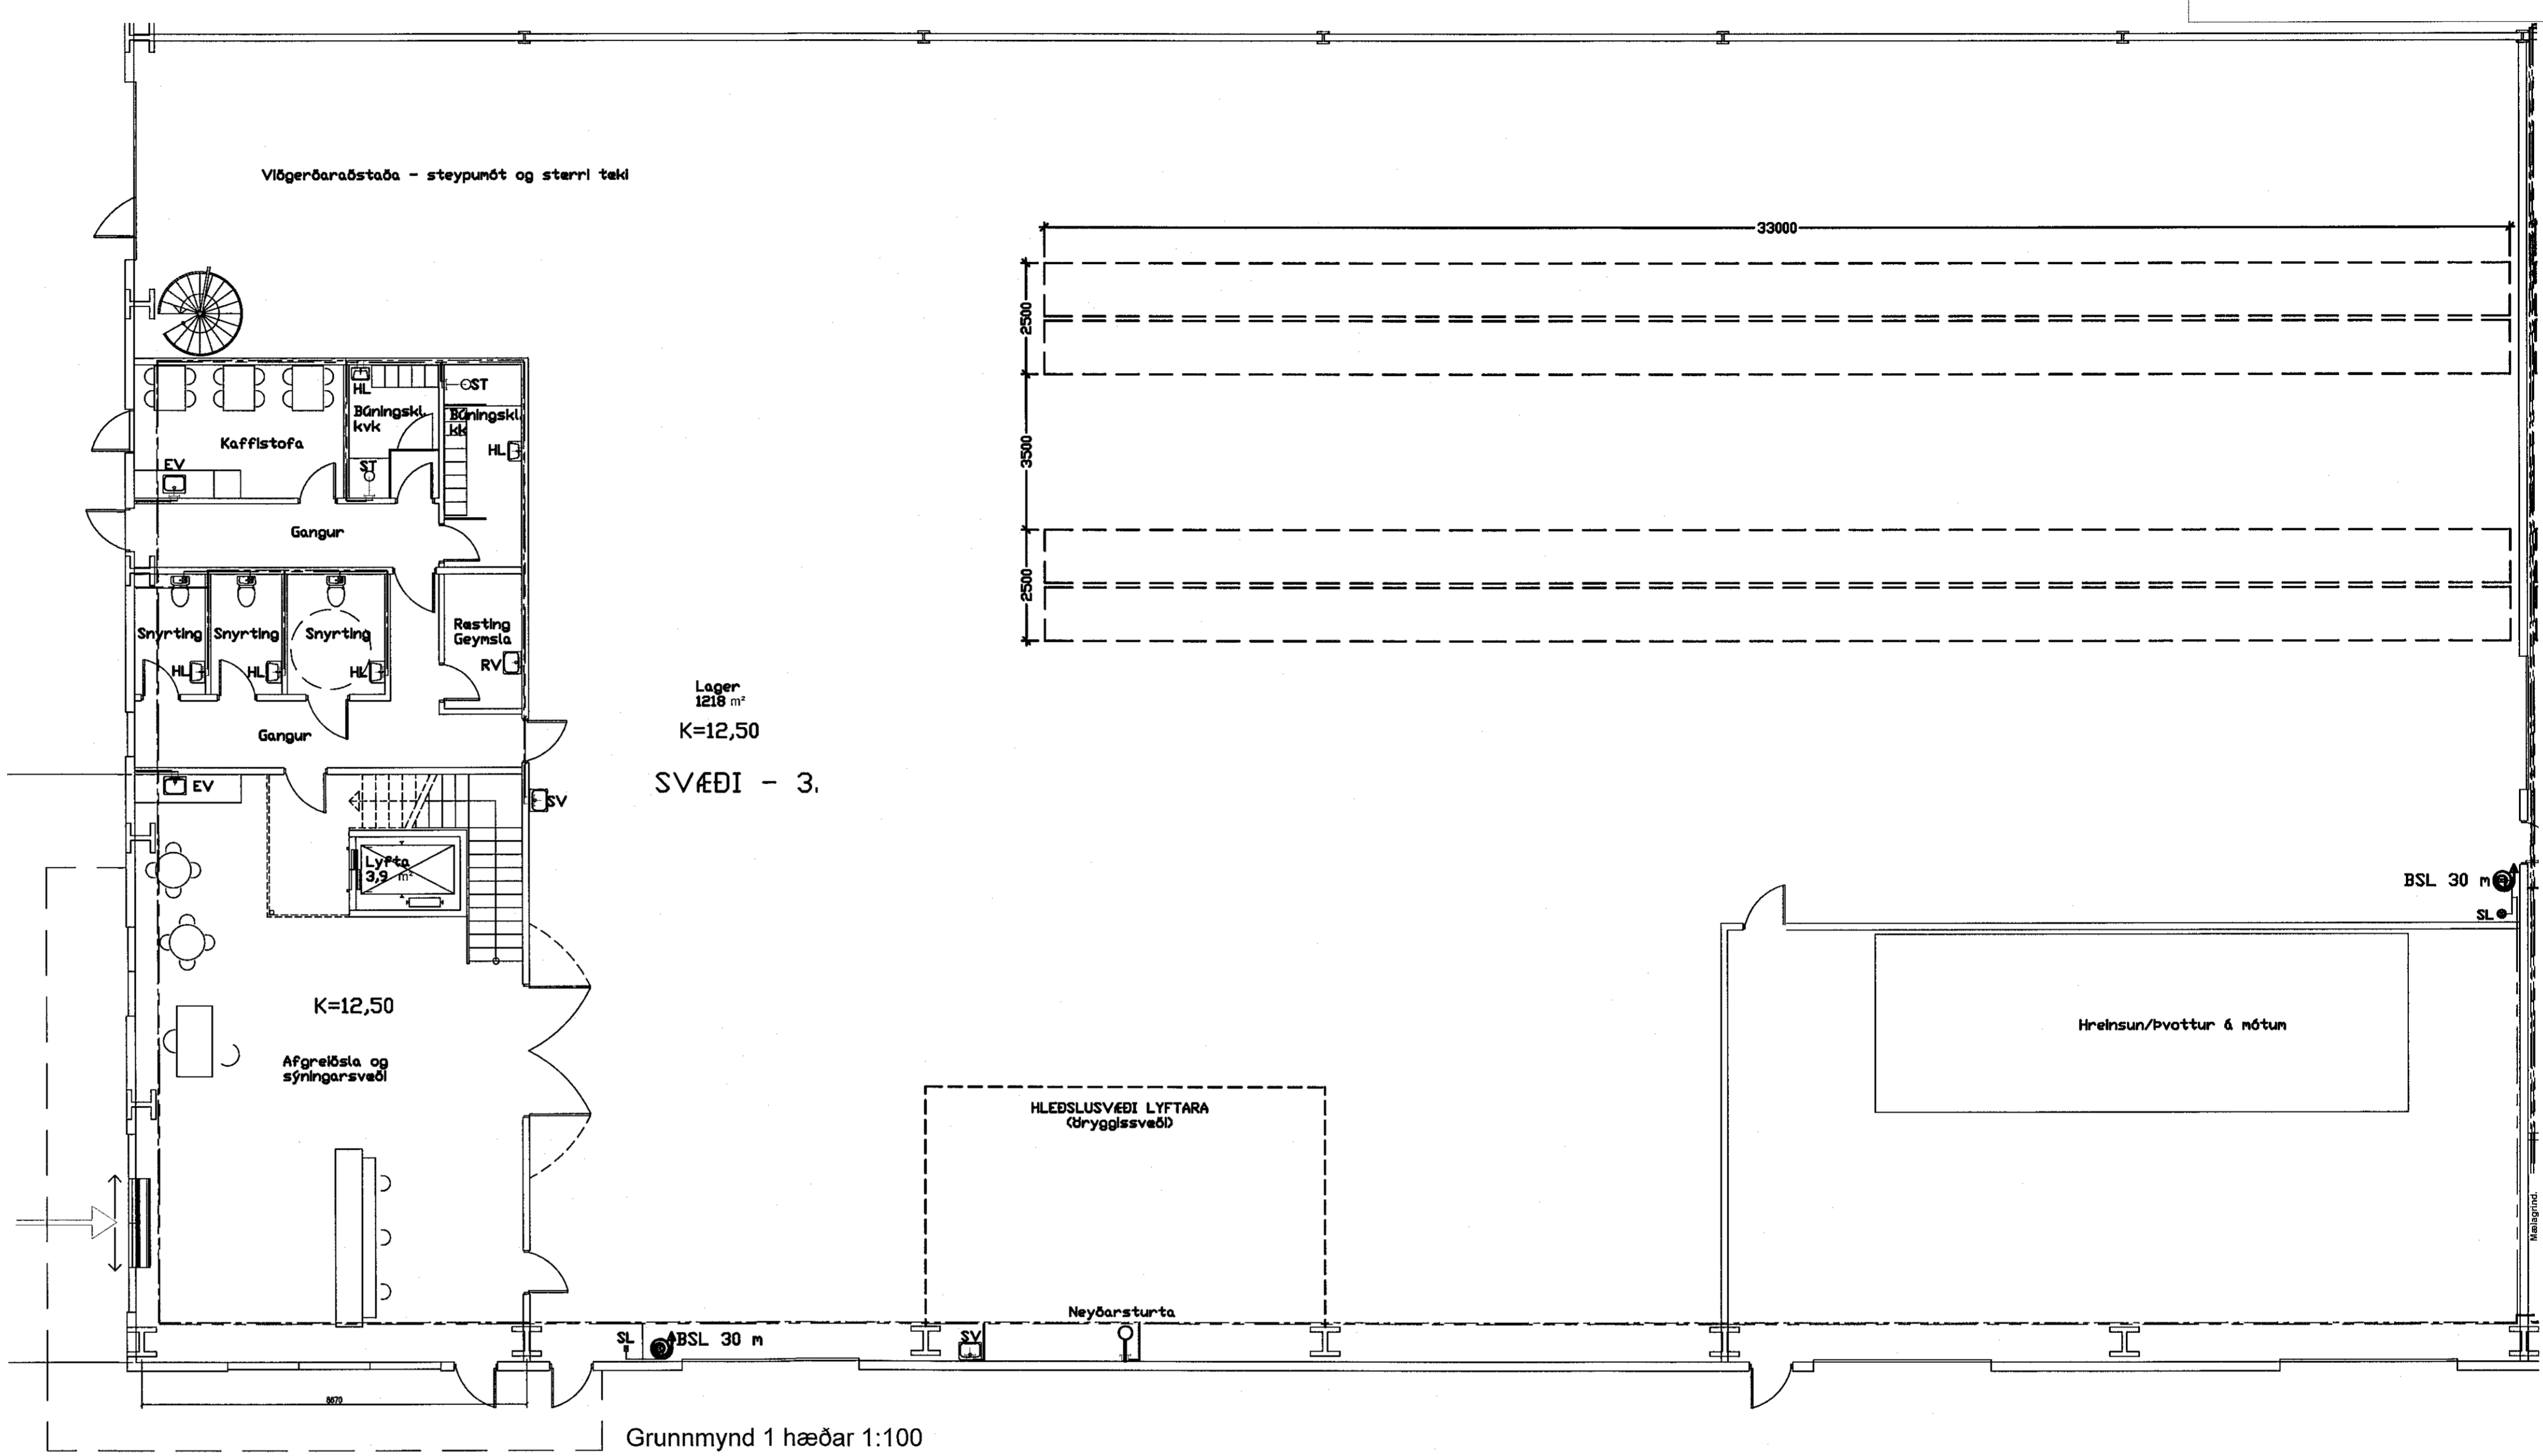 Viðgerðaraðstaða - steypumót og stærri tæki
33000
2500
3500
2500
HL
Búningskl.
kvk
ST
Búningskl.
kk
HL
Kaffistofa
EV
ST
Gangur
Snyrting
Snyrting
Snyrting
HL
HL
HL
Ræsting
Geymsla
RV
Gangur
Lager
1218 m²
K=12,50
SVÆÐI - 3.
EV
SV
Lyfta
3,9 m²
BSL 30 m
SL
K=12,50
Afgreiðsla og
sýningarsvæði
Hreinsun/Þvottur á mótum
HLEÐSLUSVÆÐI LYFTARA
(öryggissvæði)
Mælagrind.
Neyðarsturta
SL
BSL 30 m
SV
8670
Grunnmynd 1 hæðar 1:100